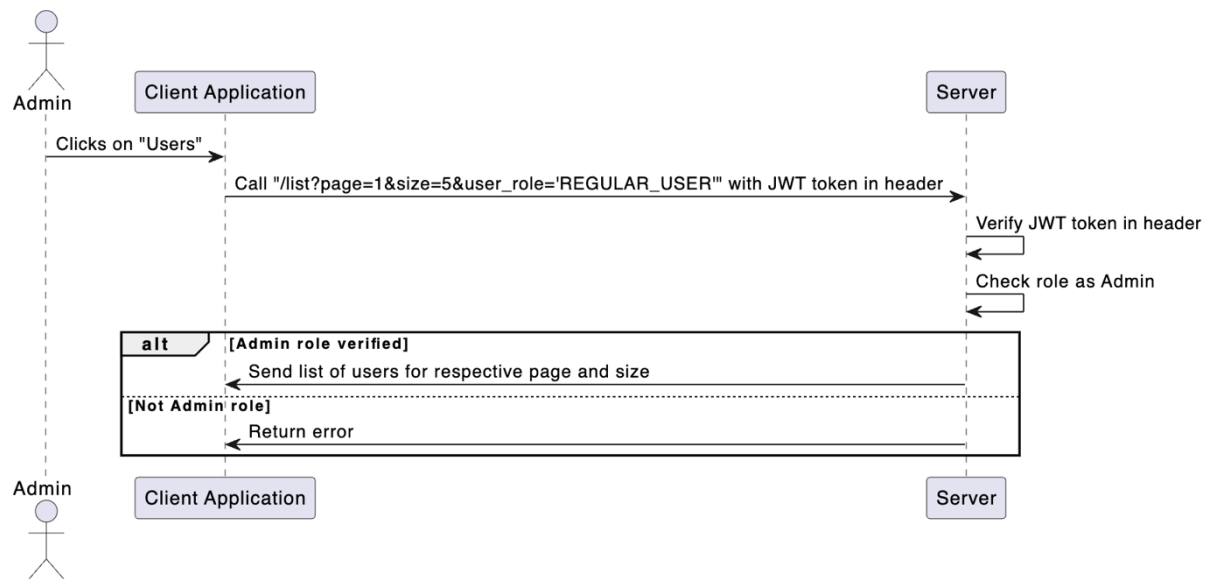 Admin
Client Application
Server
Clicks on "Users"
Call "/list?page=1&size=5&user_role='REGULAR_USER'" with JWT token in header
Verify JWT token in header
Check role as Admin
alt
[Admin role verified]
Send list of users for respective page and size
[Not Admin role]
Return error
Admin
Client Application
Server